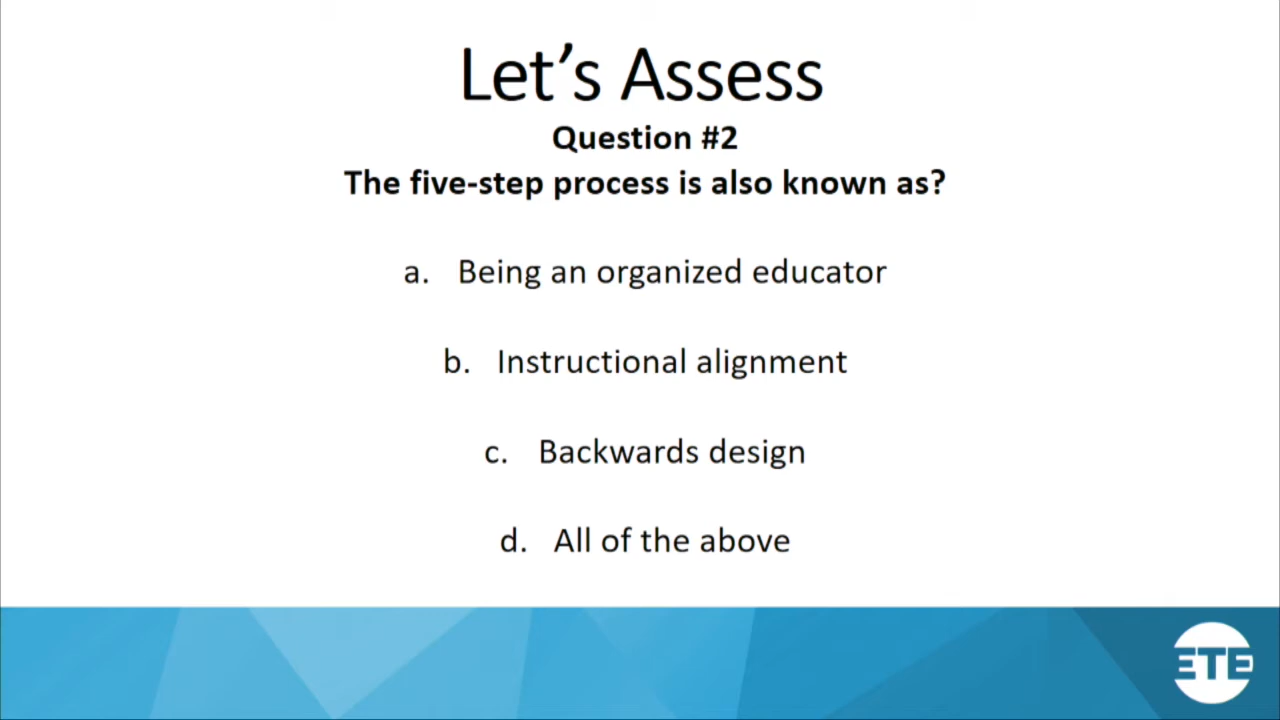 Let’s Assess
Question #2
The five-step process is also known as?
a. Being an organized educator
b. Instructional alignment
c. Backwards design
d. All of the above
ETE